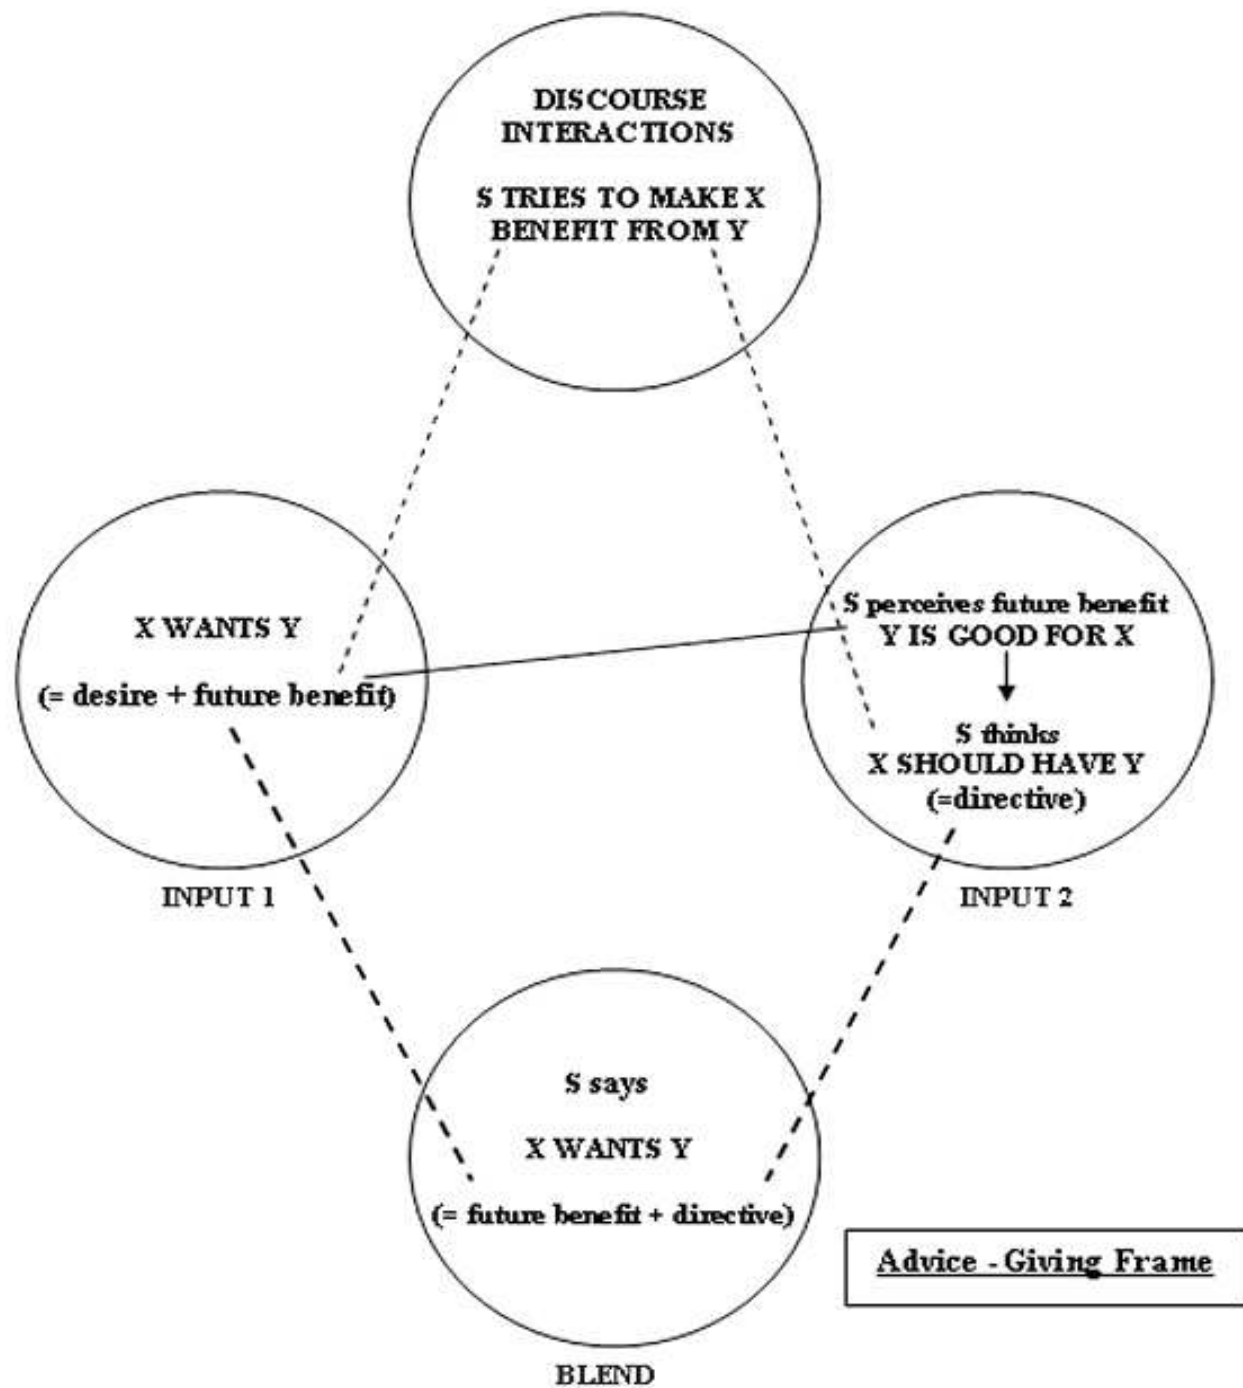 DISCOURSE
INTERACTIONS
S TRIES TO MAKE X
BENEFIT FROM Y
X WANTS Y
(= desire + future benefit)
INPUT 1
S perceives future benefit
Y IS GOOD FOR X
S thinks
X SHOULD HAVE Y
(=directive)
INPUT 2
S says
X WANTS Y
(= future benefit + directive)
BLEND
Advice - Giving Frame